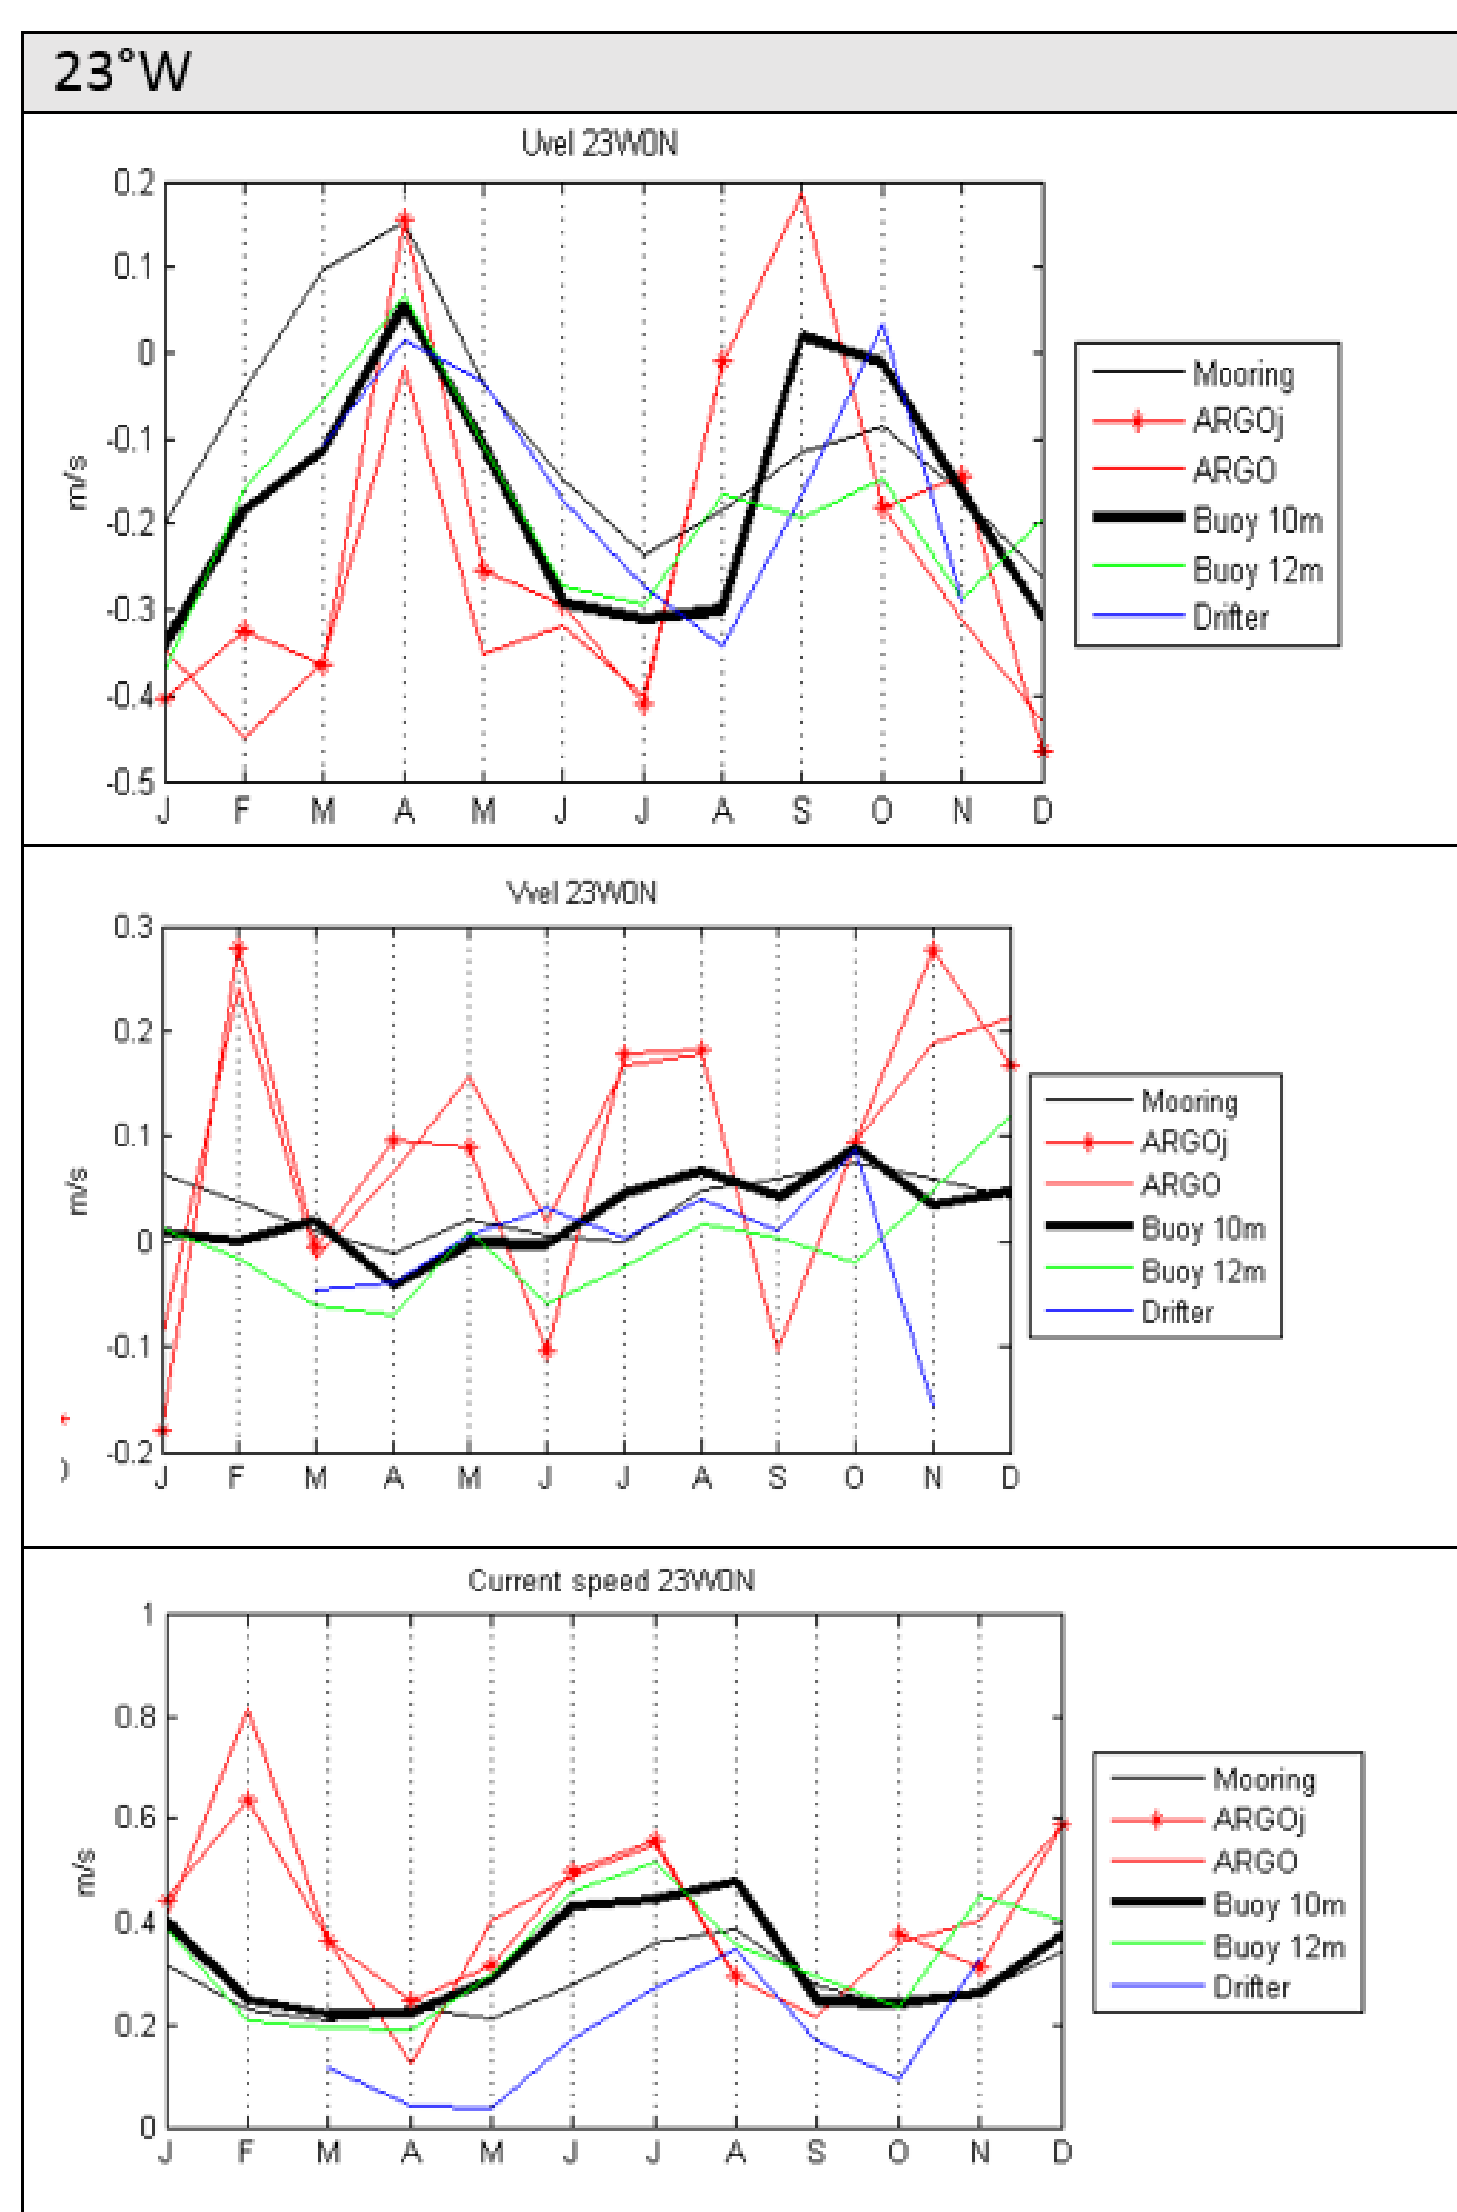 23°W
Uvel 23W0N
0.2
0.1
0
-0.1
-0.2
-0.3
-0.4
-0.5
m/s
J F M A M J J A S O N D
Mooring
ARGOj
ARGO
Buoy 10m
Buoy 12m
Drifter
Vvel 23W0N
0.3
0.2
0.1
0
-0.1
-0.2
m/s
J F M A M J J A S O N D
Mooring
ARGOj
ARGO
Buoy 10m
Buoy 12m
Drifter
Current speed 23W0N
1
0.8
0.6
0.4
0.2
0
m/s
J F M A M J J A S O N D
Mooring
ARGOj
ARGO
Buoy 10m
Buoy 12m
Drifter